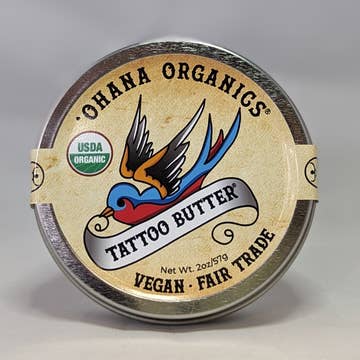 'OHANA ORGANICS®
USDA
ORGANIC
TATTOO BUTTER®
Net Wt. 2oz/57g
VEGAN · FAIR TRADE